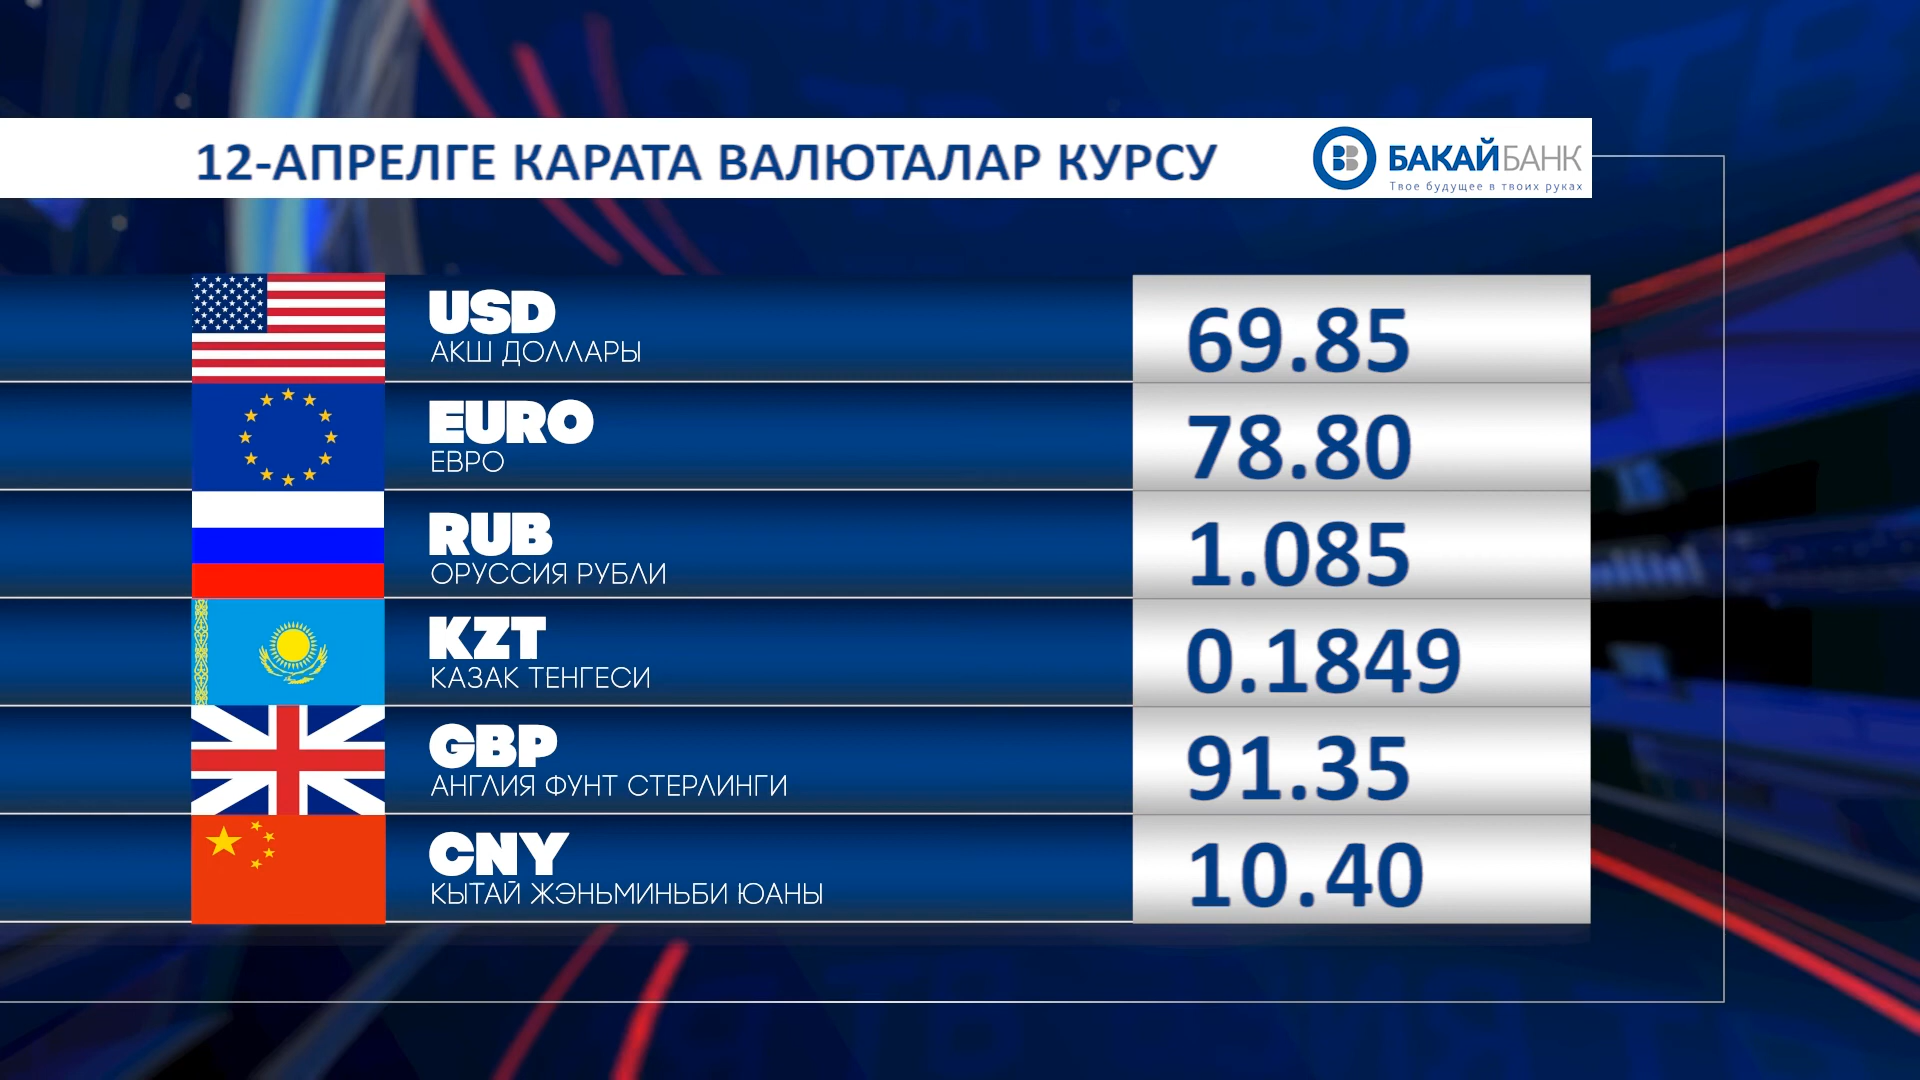 12-АПРЕЛГЕ КАРАТА ВАЛЮТАЛАР КУРСУ
БАКАЙБАНК
Твое будущее в твоих руках
USD
АКШ ДОЛЛАРЫ
69.85
EURO
ЕВРО
78.80
RUB
ОРУССИЯ РУБЛИ
1.085
KZT
КАЗАК ТЕНГЕСИ
0.1849
GBP
АНГЛИЯ ФУНТ СТЕРЛИНГИ
91.35
CNY
КЫТАЙ ЖЭНЬМИНЬБИ ЮАНЫ
10.40